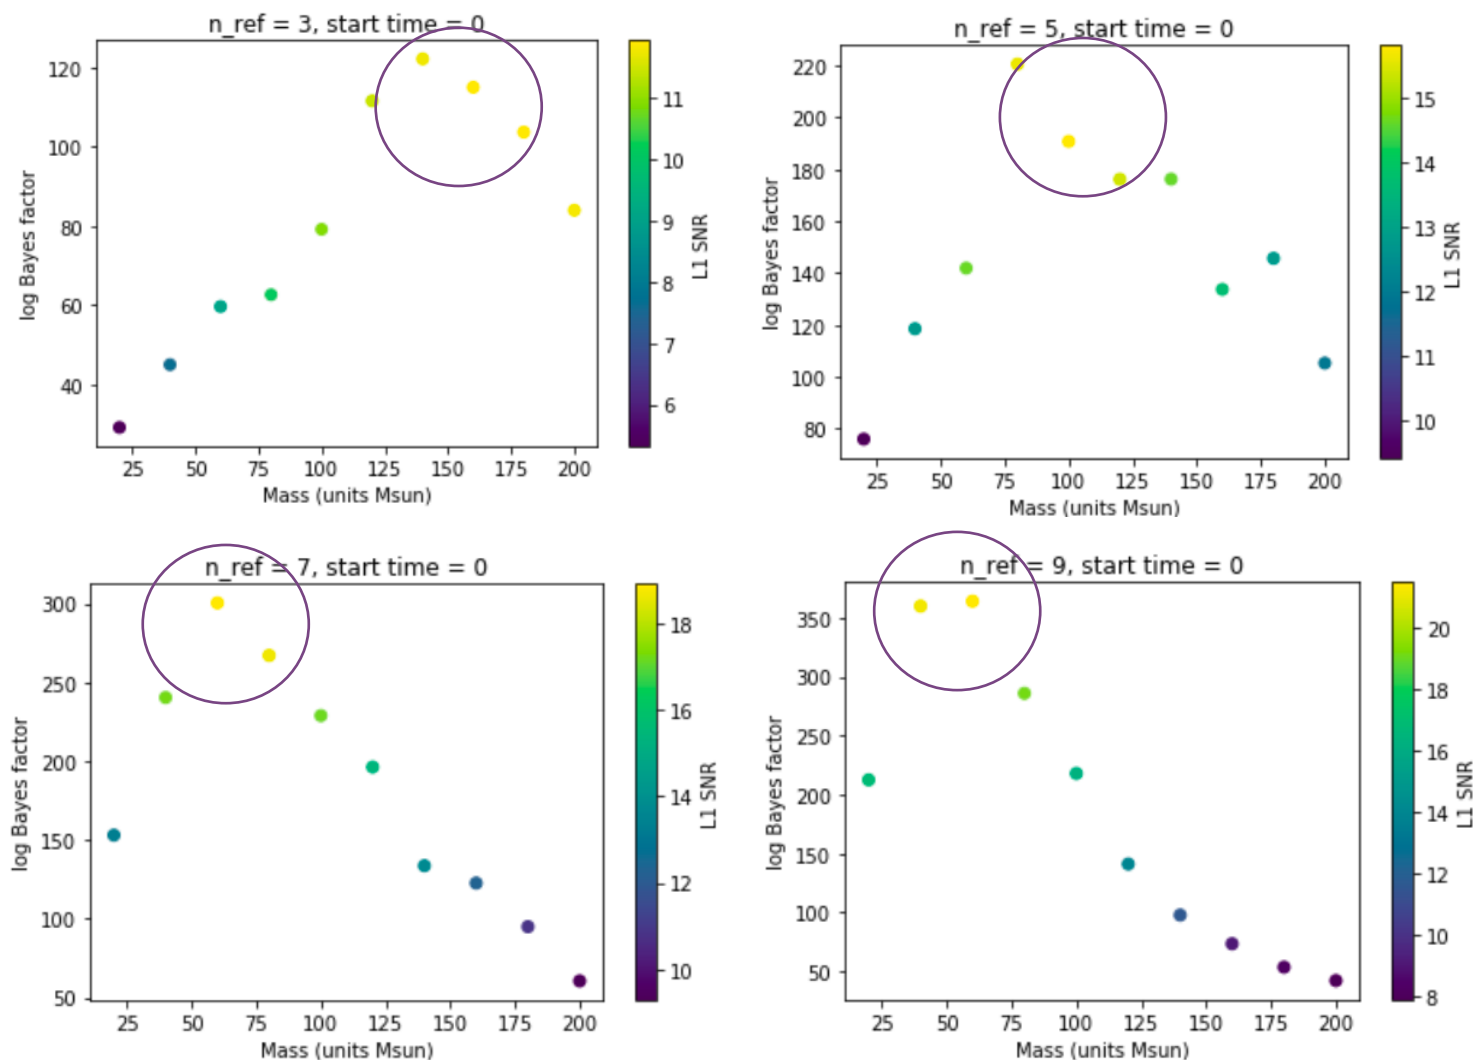 n_ref = 3, start time = 0
120
100
80
60
40
log Bayes factor
25 50 75 100 125 150 175 200
Mass (units Msun)
11
10
9
8
7
6
L1 SNR
n_ref = 5, start time = 0
220
200
180
160
140
120
100
80
log Bayes factor
25 50 75 100 125 150 175 200
Mass (units Msun)
15
14
13
12
11
10
L1 SNR
n_ref = 7, start time = 0
300
250
200
150
100
50
log Bayes factor
25 50 75 100 125 150 175 200
Mass (units Msun)
18
16
14
12
10
L1 SNR
n_ref = 9, start time = 0
350
300
250
200
150
100
50
log Bayes factor
25 50 75 100 125 150 175 200
Mass (units Msun)
20
18
16
14
12
10
8
L1 SNR